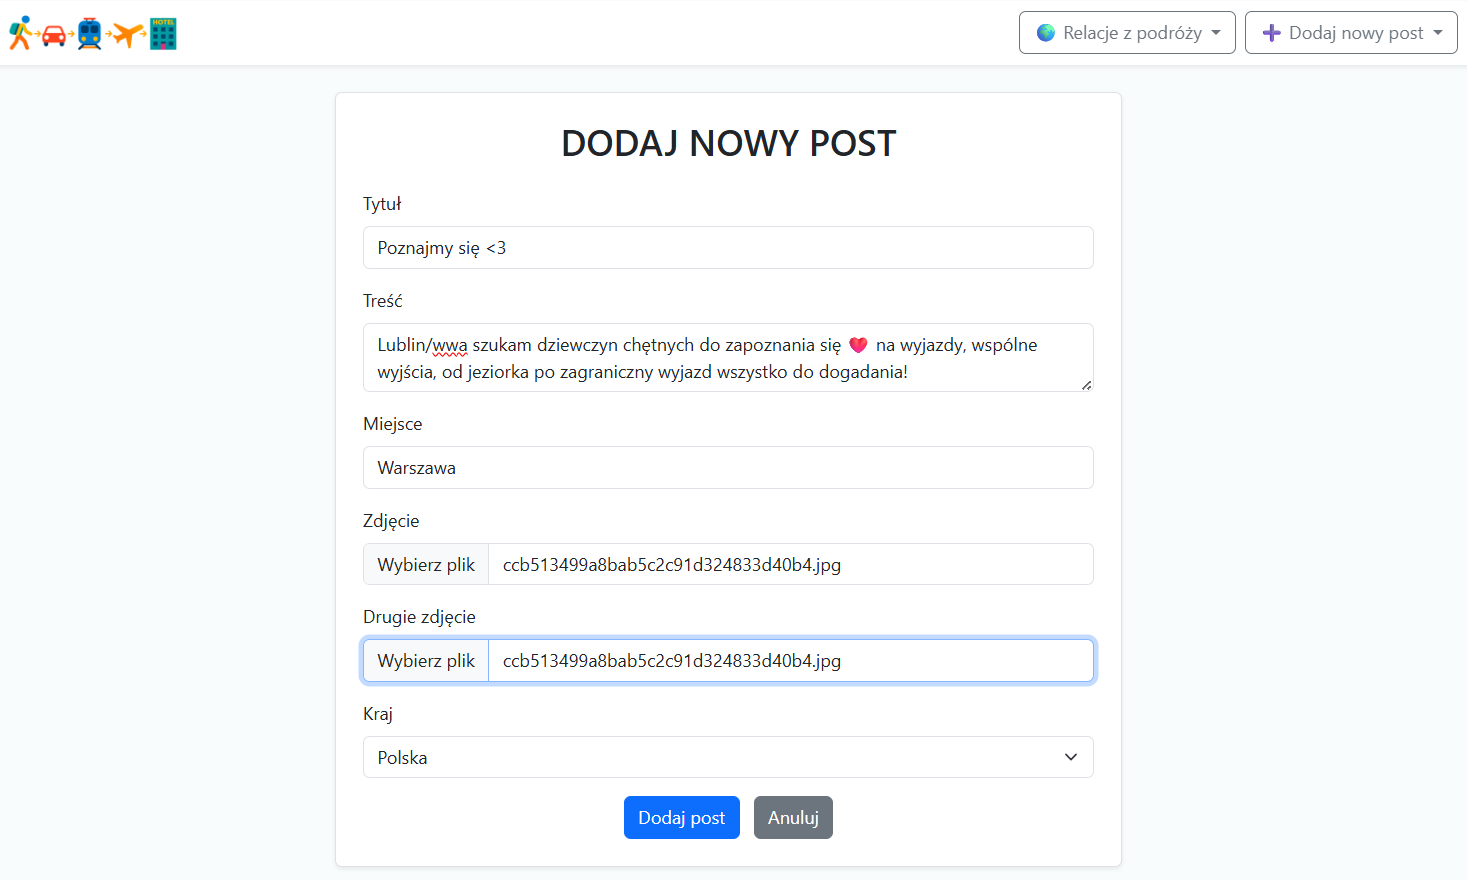 HOTEL
Relacje z podróży
Dodaj nowy post
DODAJ NOWY POST
Tytuł
Poznajmy się <3
Treść
Lublin/wwa szukam dziewczyn chętnych do zapoznania się ❤️ na wyjazdy, wspólne
wyjścia, od jeziorka po zagraniczny wyjazd wszystko do dogadania!
Miejsce
Warszawa
Zdjęcie
Wybierz plik ccb513499a8bab5c2c91d324833d40b4.jpg
Drugie zdjęcie
Wybierz plik ccb513499a8bab5c2c91d324833d40b4.jpg
Kraj
Polska
Dodaj post Anuluj